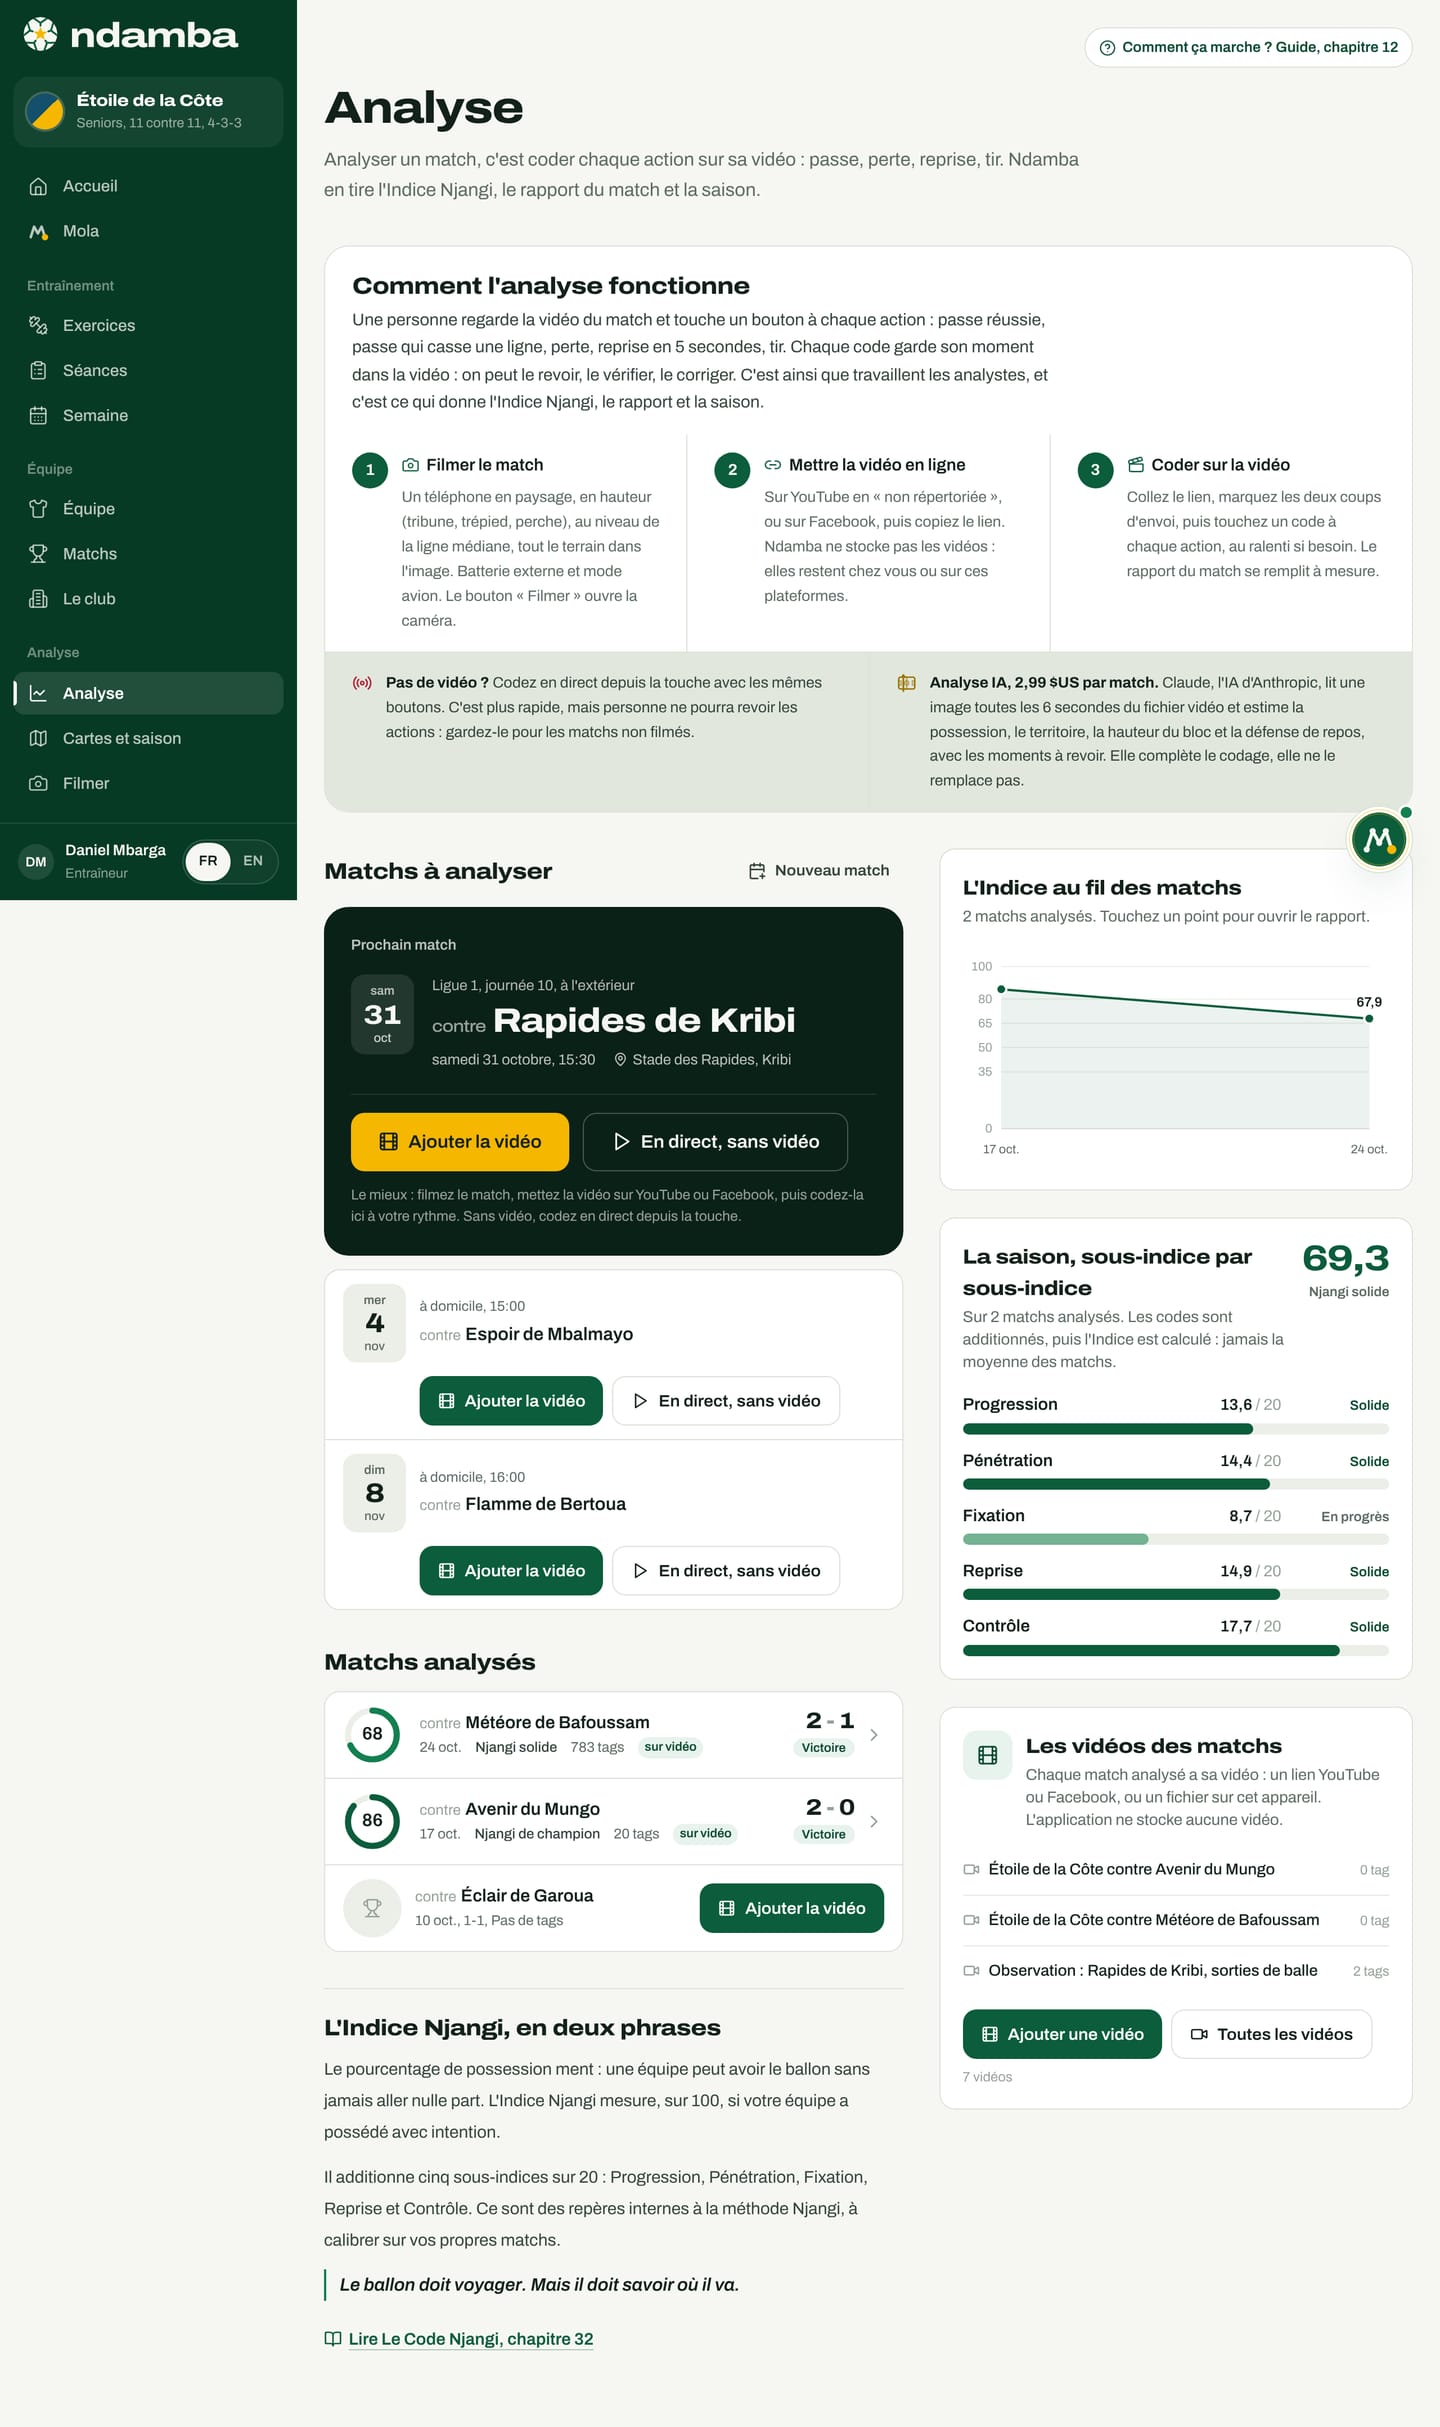 ndamba
Étoile de la Côte
Seniors, 11 contre 11, 4-3-3
Accueil
Mola
Entraînement
Exercices
Séances
Semaine
Équipe
Équipe
Matchs
Le club
Analyse
Analyse
Cartes et saison
Filmer
DM
Daniel Mbarga
Entraîneur
FR
EN
Comment ça marche ? Guide, chapitre 12
Analyse
Analyser un match, c'est coder chaque action sur sa vidéo : passe, perte, reprise, tir. Ndamba
en tire l'Indice Njangi, le rapport du match et la saison.
Comment l'analyse fonctionne
Une personne regarde la vidéo du match et touche un bouton à chaque action : passe réussie,
passe qui casse une ligne, perte, reprise en 5 secondes, tir. Chaque code garde son moment
dans la vidéo : on peut le revoir, le vérifier, le corriger. C'est ainsi que travaillent les analystes, et
c'est ce qui donne l'Indice Njangi, le rapport et la saison.
1
Filmer le match
Un téléphone en paysage, en hauteur
(tribune, trépied, perche), au niveau de
la ligne médiane, tout le terrain dans
l'image. Batterie externe et mode
avion. Le bouton « Filmer » ouvre la
caméra.
2
Mettre la vidéo en ligne
Sur YouTube en « non répertoriée »,
ou sur Facebook, puis copiez le lien.
Ndamba ne stocke pas les vidéos :
elles restent chez vous ou sur ces
plateformes.
3
Coder sur la vidéo
Collez le lien, marquez les deux coups
d'envoi, puis touchez un code à
chaque action, au ralenti si besoin. Le
rapport du match se remplit à mesure.
Pas de vidéo ? Codez en direct depuis la touche avec les mêmes
boutons. C'est plus rapide, mais personne ne pourra revoir les
actions : gardez-le pour les matchs non filmés.
Analyse IA, 2,99 $US par match. Claude, l'IA d'Anthropic, lit une
image toutes les 6 secondes du fichier vidéo et estime la
possession, le territoire, la hauteur du bloc et la défense de repos,
avec les moments à revoir. Elle complète le codage, elle ne le
remplace pas.
Matchs à analyser
Nouveau match
Prochain match
sam
31
oct
Ligue 1, journée 10, à l'extérieur
contre Rapides de Kribi
samedi 31 octobre, 15:30
Stade des Rapides, Kribi
Ajouter la vidéo
En direct, sans vidéo
Le mieux : filmez le match, mettez la vidéo sur YouTube ou Facebook, puis codez-la
ici à votre rythme. Sans vidéo, codez en direct depuis la touche.
mer
4
nov
à domicile, 15:00
contre Espoir de Mbalmayo
Ajouter la vidéo
En direct, sans vidéo
dim
8
nov
à domicile, 16:00
contre Flamme de Bertoua
Ajouter la vidéo
En direct, sans vidéo
Matchs analysés
68
contre Météore de Bafoussam
24 oct. Njangi solide 783 tags sur vidéo
2 - 1
Victoire
86
contre Avenir du Mungo
17 oct. Njangi de champion 20 tags sur vidéo
2 - 0
Victoire
contre Éclair de Garoua
10 oct., 1-1, Pas de tags
Ajouter la vidéo
L'Indice Njangi, en deux phrases
Le pourcentage de possession ment : une équipe peut avoir le ballon sans
jamais aller nulle part. L'Indice Njangi mesure, sur 100, si votre équipe a
possédé avec intention.
Il additionne cinq sous-indices sur 20 : Progression, Pénétration, Fixation,
Reprise et Contrôle. Ce sont des repères internes à la méthode Njangi, à
calibrer sur vos propres matchs.
Le ballon doit voyager. Mais il doit savoir où il va.
Lire Le Code Njangi, chapitre 32
M
L'Indice au fil des matchs
2 matchs analysés. Touchez un point pour ouvrir le rapport.
100
80
65
50
35
0
67,9
17 oct.
24 oct.
La saison, sous-indice par
sous-indice
69,3
Njangi solide
Sur 2 matchs analysés. Les codes sont
additionnés, puis l'Indice est calculé : jamais la
moyenne des matchs.
Progression 13,6 / 20 Solide
Pénétration 14,4 / 20 Solide
Fixation 8,7 / 20 En progrès
Reprise 14,9 / 20 Solide
Contrôle 17,7 / 20 Solide
Les vidéos des matchs
Chaque match analysé a sa vidéo : un lien YouTube
ou Facebook, ou un fichier sur cet appareil.
L'application ne stocke aucune vidéo.
Étoile de la Côte contre Avenir du Mungo 0 tag
Étoile de la Côte contre Météore de Bafoussam 0 tag
Observation : Rapides de Kribi, sorties de balle 2 tags
Ajouter une vidéo
Toutes les vidéos
7 vidéos